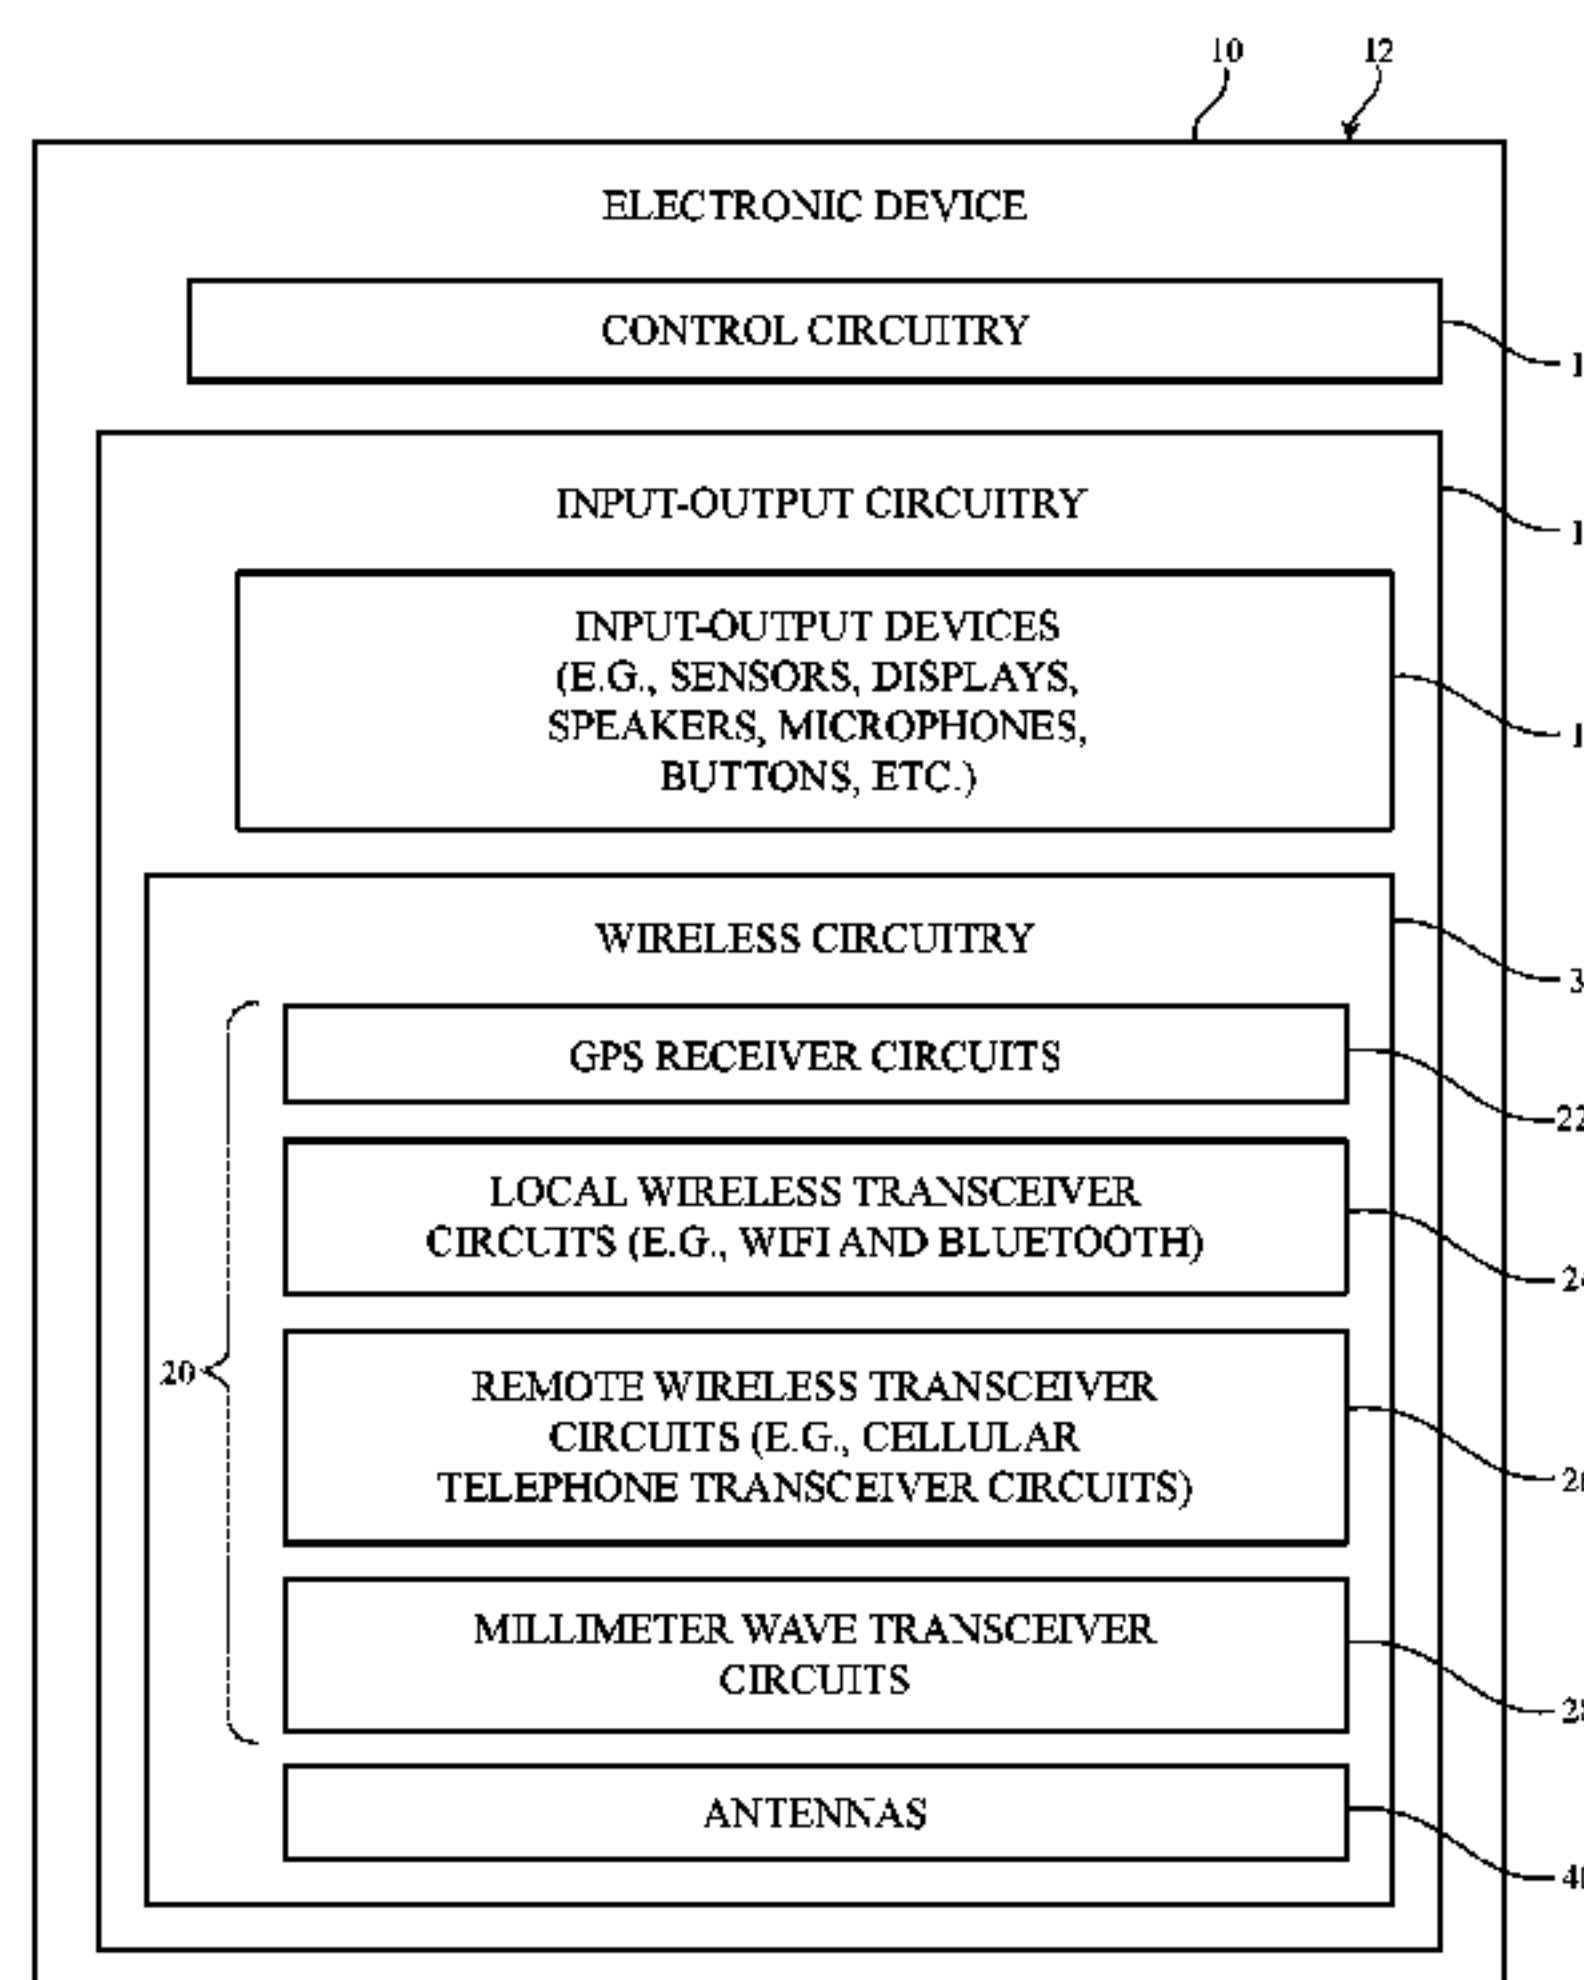 10 12
ELECTRONIC DEVICE
CONTROL CIRCUITRY
INPUT-OUTPUT CIRCUITRY
INPUT-OUTPUT DEVICES
(E.G., SENSORS, DISPLAYS,
SPEAKERS, MICROPHONES,
BUTTONS, ETC.)
WIRELESS CIRCUITRY
GPS RECEIVER CIRCUITS
22
LOCAL WIRELESS TRANSCEIVER
CIRCUITS (E.G., WIFI AND BLUETOOTH)
20
REMOTE WIRELESS TRANSCEIVER
CIRCUITS (E.G., CELLULAR
TELEPHONE TRANSCEIVER CIRCUITS)
MILLIMETER WAVE TRANSCEIVER
CIRCUITS
ANTENNAS